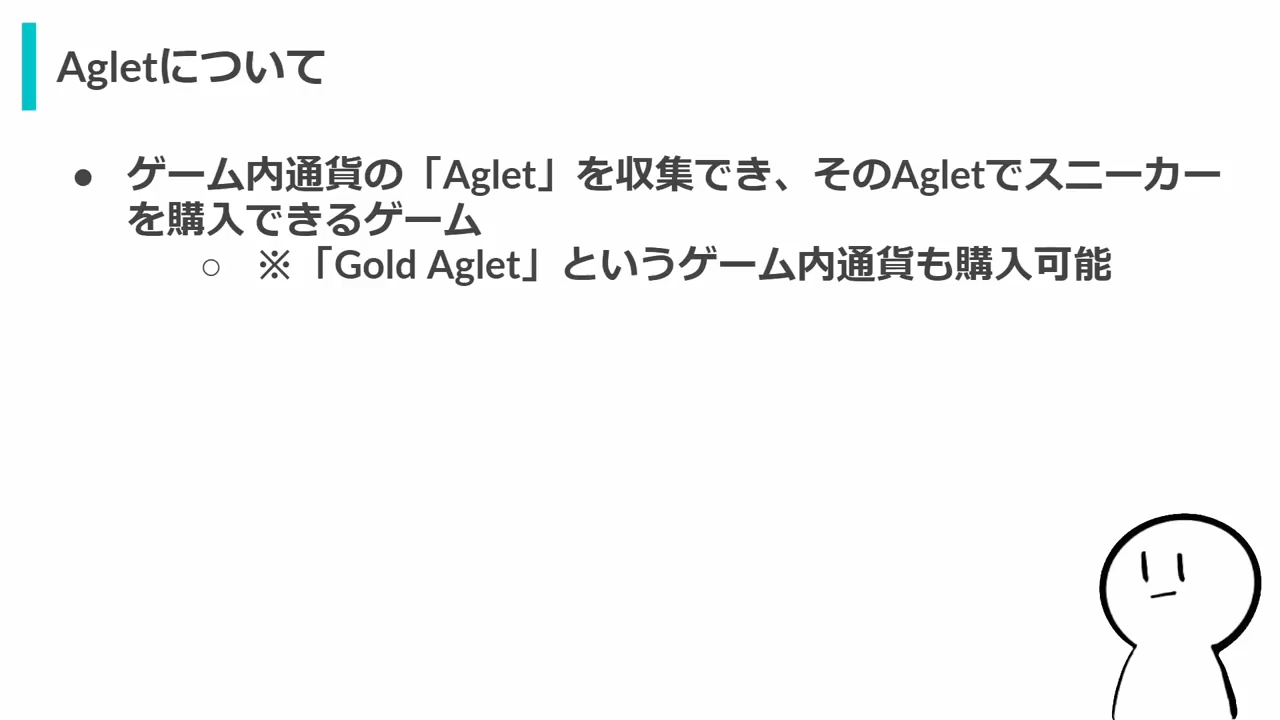 Agletについて
● ゲーム内通貨の「Aglet」を収集でき、そのAgletでスニーカー
を購入できるゲーム
○ ※「Gold Aglet」というゲーム内通貨も購入可能